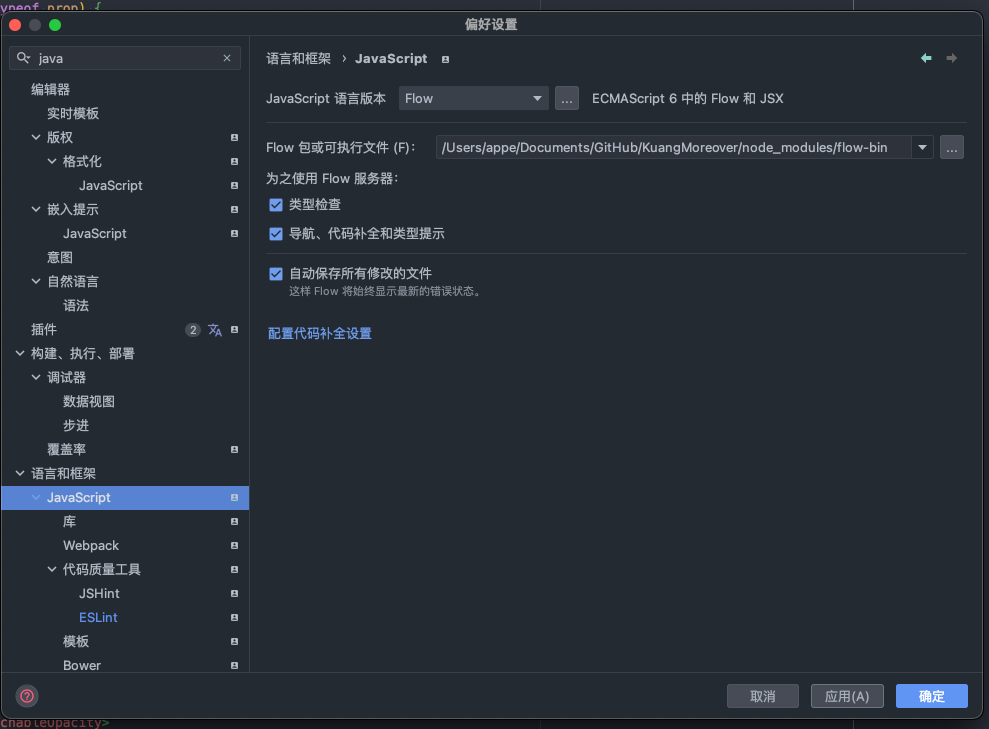 ypeof prop) {
偏好设置
java
编辑器
实时模板
版权
格式化
JavaScript
嵌入提示
JavaScript
意图
自然语言
语法
插件 2
构建、执行、部署
调试器
数据视图
步进
覆盖率
语言和框架
JavaScript
库
Webpack
代码质量工具
JSHint
ESLint
模板
Bower
语言和框架 › JavaScript
JavaScript 语言版本 Flow ... ECMAScript 6 中的 Flow 和 JSX
Flow 包或可执行文件 (F): /Users/appe/Documents/GitHub/KuangMoreover/node_modules/flow-bin ...
为之使用 Flow 服务器:
类型检查
导航、代码补全和类型提示
自动保存所有修改的文件
这样 Flow 将始终显示最新的错误状态。
配置代码补全设置
? 取消 应用(A) 确定
chableOpacity>